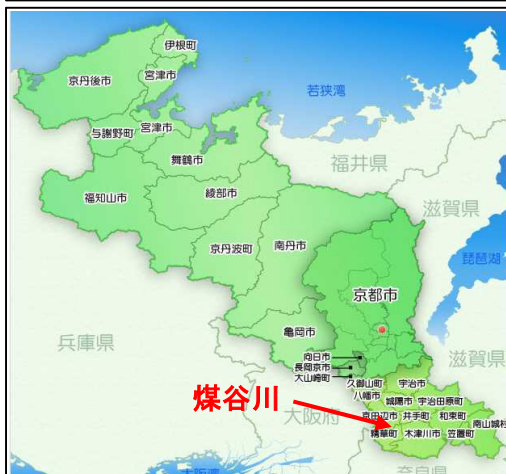 伊根町
京丹後市
宮津市
若狭湾
与謝野町
宮津市
舞鶴市
福井県
福知山市
綾部市
滋賀県
京丹波町
南丹市
琵琶湖
京都市
亀岡市
兵庫県
向日市
長岡京市
大山崎町
滋賀県
久御山町
宇治市
八幡市
煤谷川
城陽市
宇治田原町
大阪府
京田辺市
井手町
和束町
南山城村
精華町
木津川市
笠置町
大阪湾
奈良県